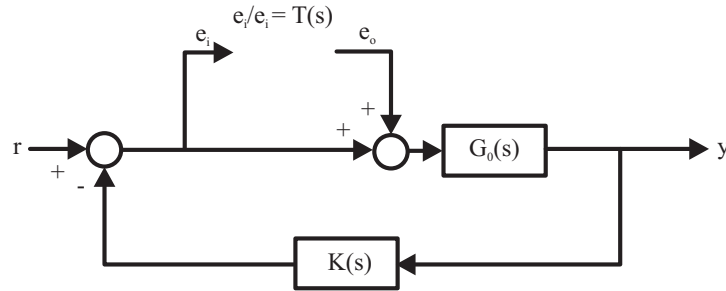 eᵢ/eᵢ = T(s)
eᵢ
eₒ
+
r
+
-
+
G₀(s)
y
K(s)